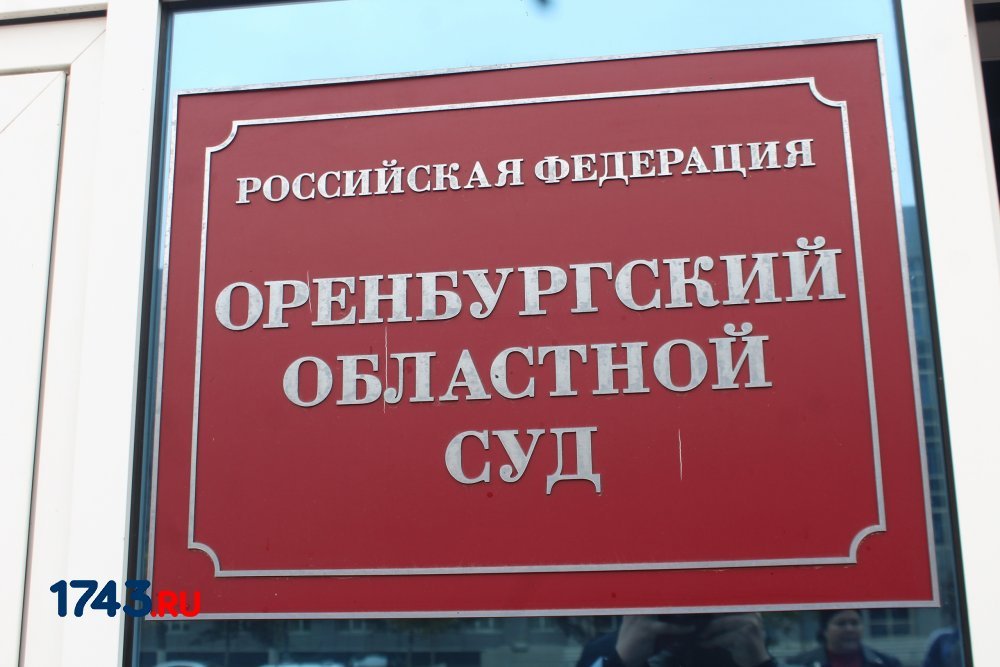 РОССИЙСКАЯ ФЕДЕРАЦИЯ
ОРЕНБУРГСКИЙ
ОБЛАСТНОЙ
СУД
1743.RU